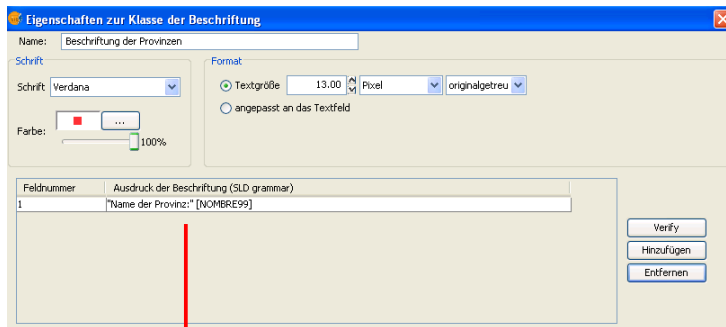 Eigenschaften zur Klasse der Beschriftung
Name: Beschriftung der Provinzen
Schrift
Schrift Verdana
Farbe: ...
100%
Format
Textgröße 13.00 Pixel originalgetreu
angepasst an das Textfeld
Feldnummer Ausdruck der Beschriftung (SLD grammar)
1 "Name der Provinz:" [NOMBRE99]
Verify
Hinzufügen
Entfernen